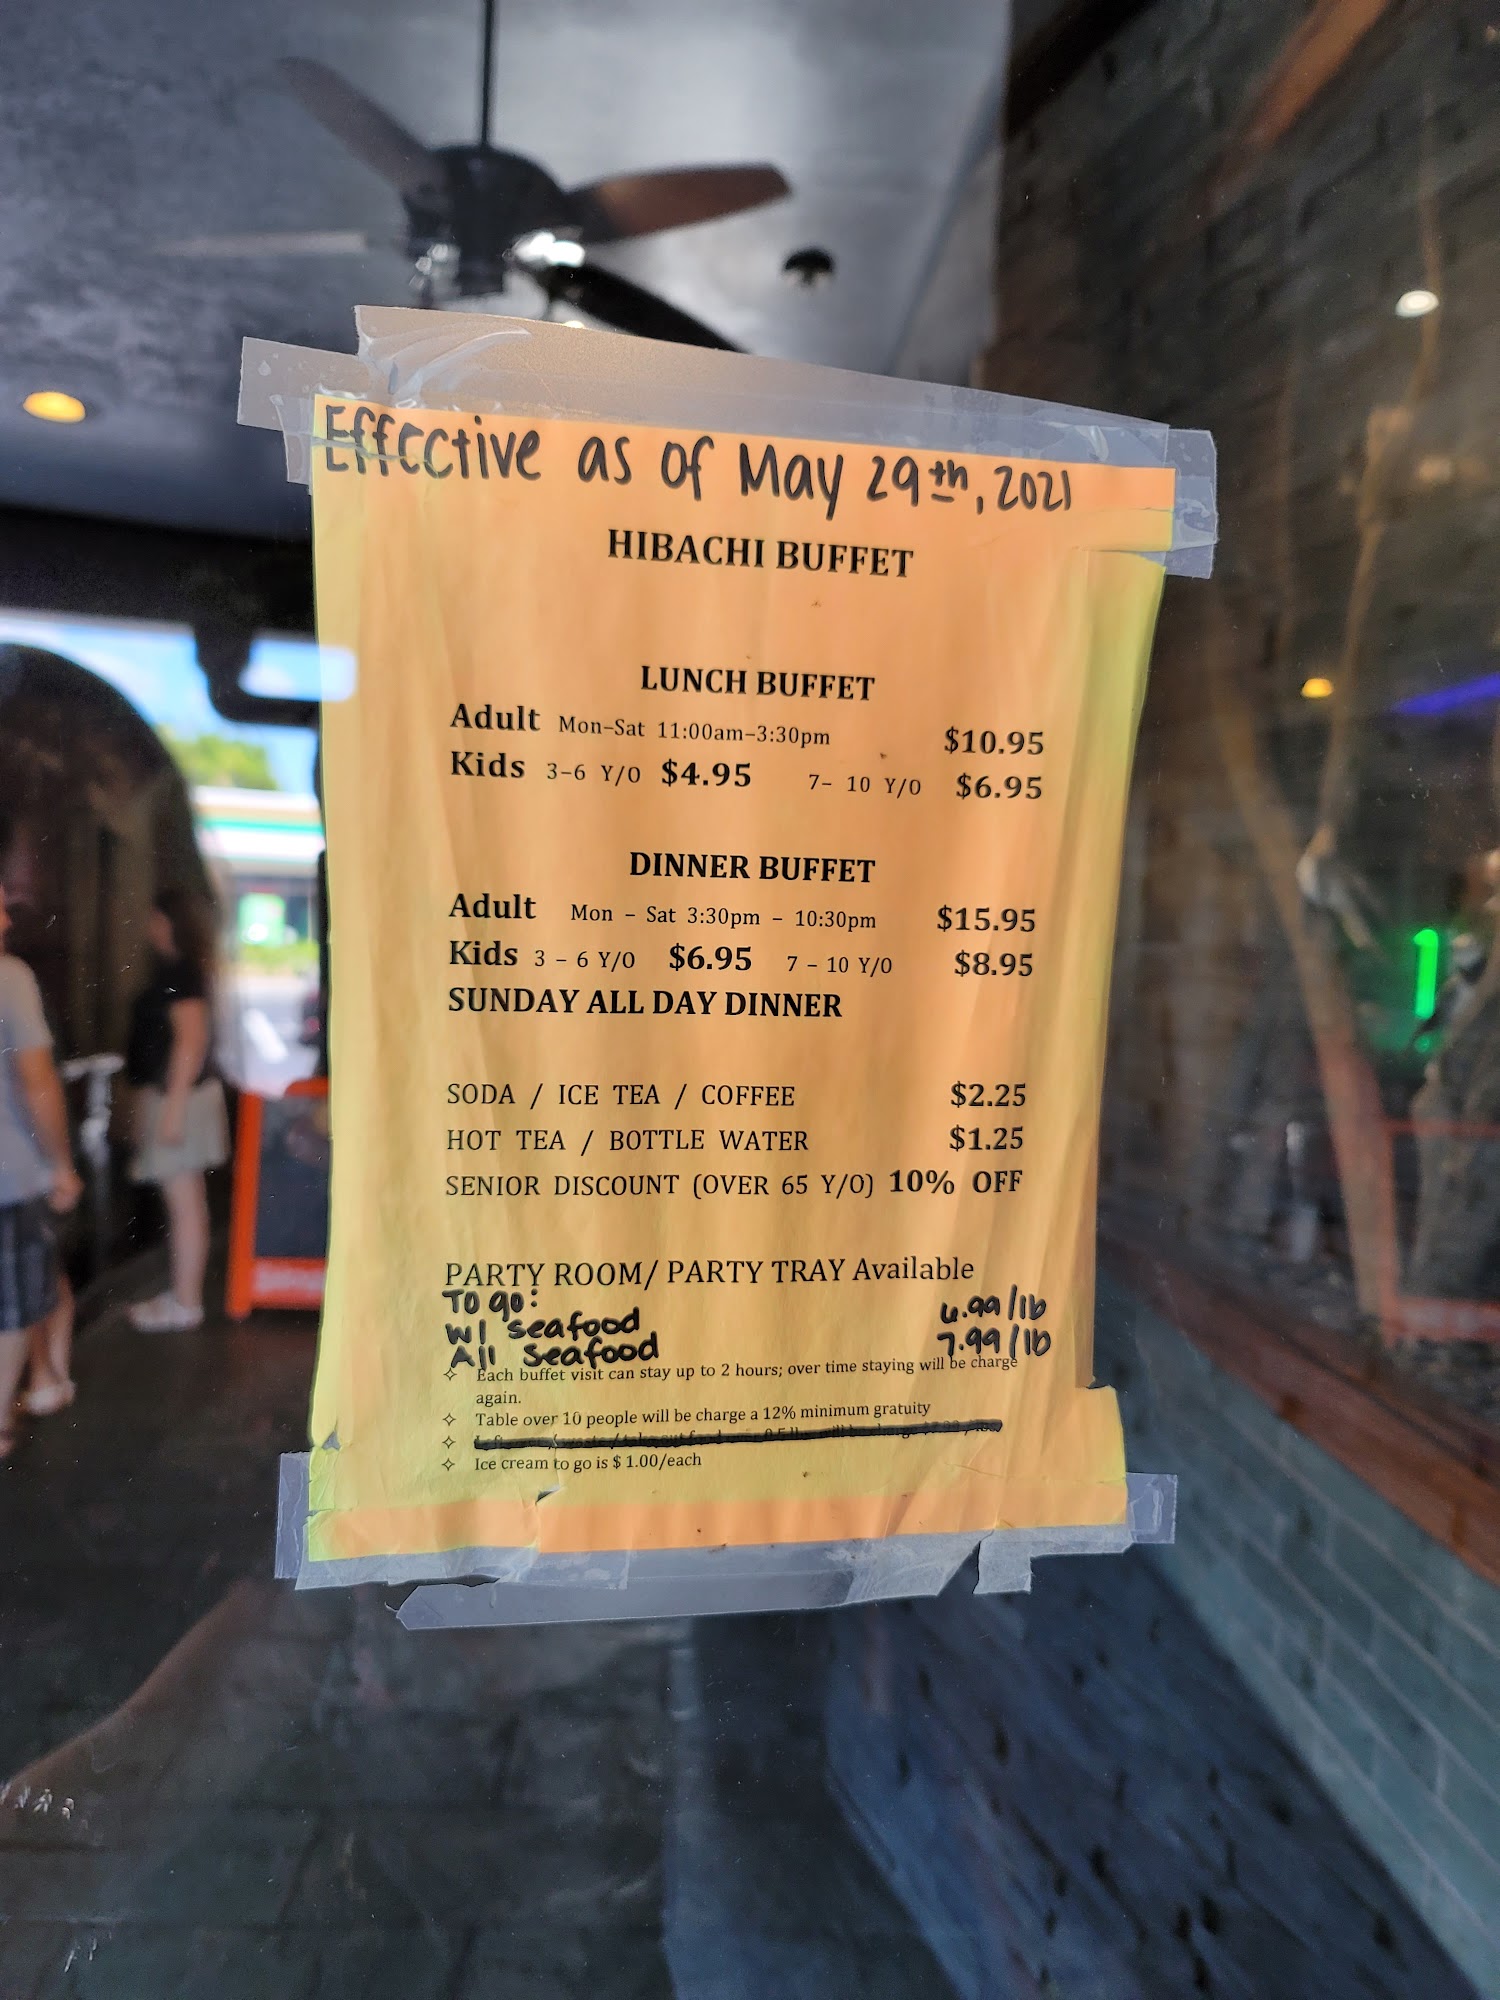 Effective as of May 29th, 2021
HIBACHI BUFFET
LUNCH BUFFET
Adult Mon-Sat 11:00am-3:30pm $10.95
Kids 3-6 Y/O $4.95 7- 10 Y/O $6.95
DINNER BUFFET
Adult Mon - Sat 3:30pm - 10:30pm $15.95
Kids 3 - 6 Y/O $6.95 7 - 10 Y/O $8.95
SUNDAY ALL DAY DINNER
SODA / ICE TEA / COFFEE $2.25
HOT TEA / BOTTLE WATER $1.25
SENIOR DISCOUNT (OVER 65 Y/O) 10% OFF
PARTY ROOM/ PARTY TRAY Available
TO go:
W/ Seafood 6.99/lb
All Seafood 7.99/lb
✧ Each buffet visit can stay up to 2 hours; over time staying will be charge
again.
✧ Table over 10 people will be charge a 12% minimum gratuity
✧ Ice cream to go is $ 1.00/each